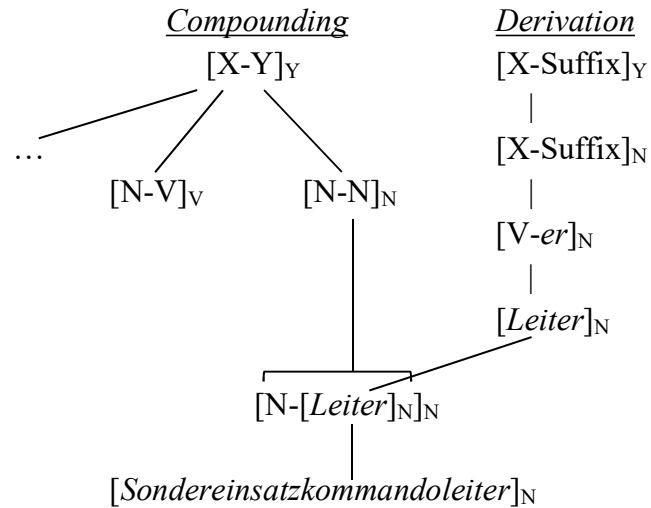 Compounding Derivation
[X-Y]Y [X-Suffix]Y
|
… [X-Suffix]N
[N-V]V [N-N]N |
[V-er]N
|
[Leiter]N
[N-[Leiter]N]N
[Sondereinsatzkommandoleiter]N